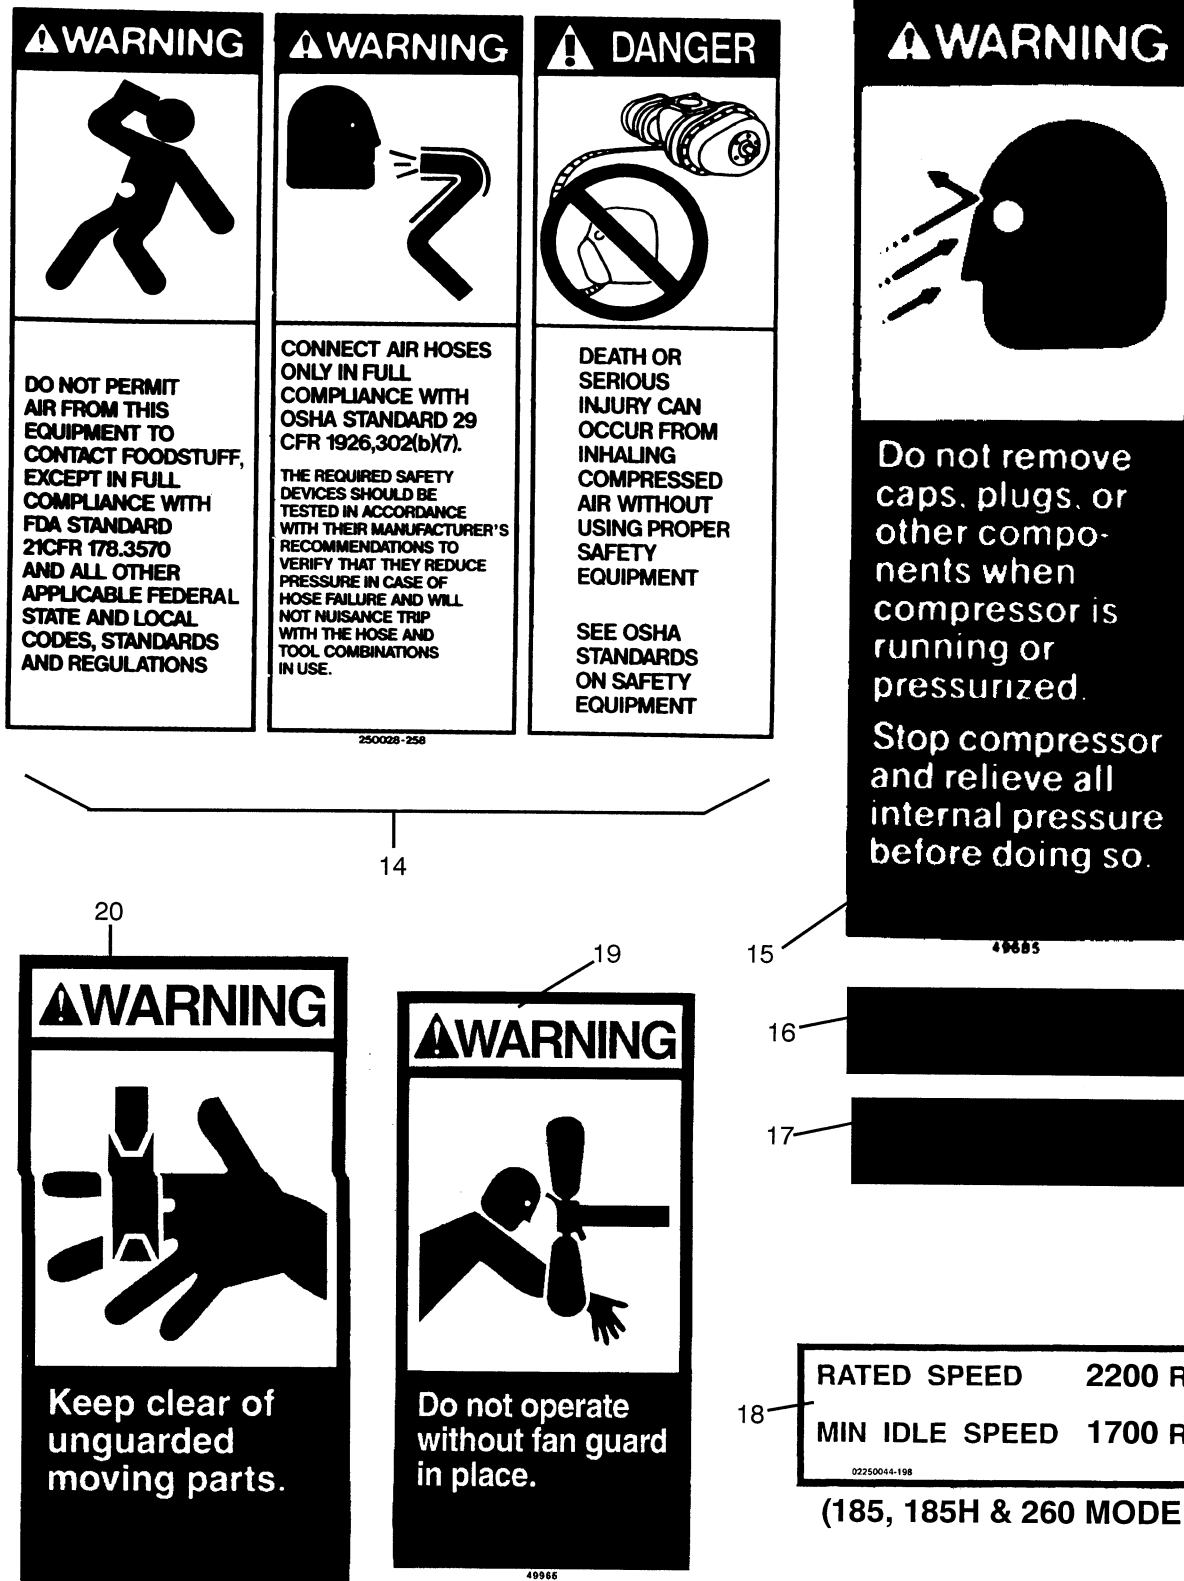 WARNING
DO NOT PERMIT
AIR FROM THIS
EQUIPMENT TO
CONTACT FOODSTUFF,
EXCEPT IN FULL
COMPLIANCE WITH
FDA STANDARD
21CFR 178.3570
AND ALL OTHER
APPLICABLE FEDERAL
STATE AND LOCAL
CODES, STANDARDS
AND REGULATIONS
WARNING
CONNECT AIR HOSES
ONLY IN FULL
COMPLIANCE WITH
OSHA STANDARD 29
CFR 1926,302(b)(7).
THE REQUIRED SAFETY
DEVICES SHOULD BE
TESTED IN ACCORDANCE
WITH THEIR MANUFACTURER'S
RECOMMENDATIONS TO
VERIFY THAT THEY REDUCE
PRESSURE IN CASE OF
HOSE FAILURE AND WILL
NOT NUISANCE TRIP
WITH THE HOSE AND
TOOL COMBINATIONS
IN USE.
250028-258
DANGER
DEATH OR
SERIOUS
INJURY CAN
OCCUR FROM
INHALING
COMPRESSED
AIR WITHOUT
USING PROPER
SAFETY
EQUIPMENT
SEE OSHA
STANDARDS
ON SAFETY
EQUIPMENT
14
WARNING
Do not remove
caps, plugs, or
other compo-
nents when
compressor is
running or
pressurized.
Stop compressor
and relieve all
internal pressure
before doing so.
15
49685
20
WARNING
Keep clear of
unguarded
moving parts.
19
WARNING
Do not operate
without fan guard
in place.
49965
16
17
18
RATED SPEED 2200 R
MIN IDLE SPEED 1700 R
02250044-198
(185, 185H & 260 MODE